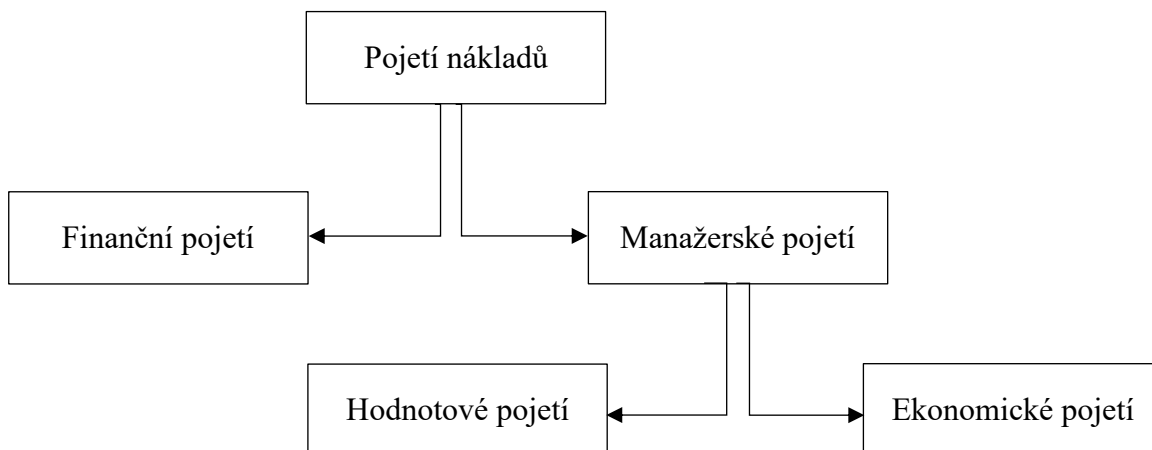 Pojetí nákladů
Finanční pojetí
Manažerské pojetí
Hodnotové pojetí
Ekonomické pojetí